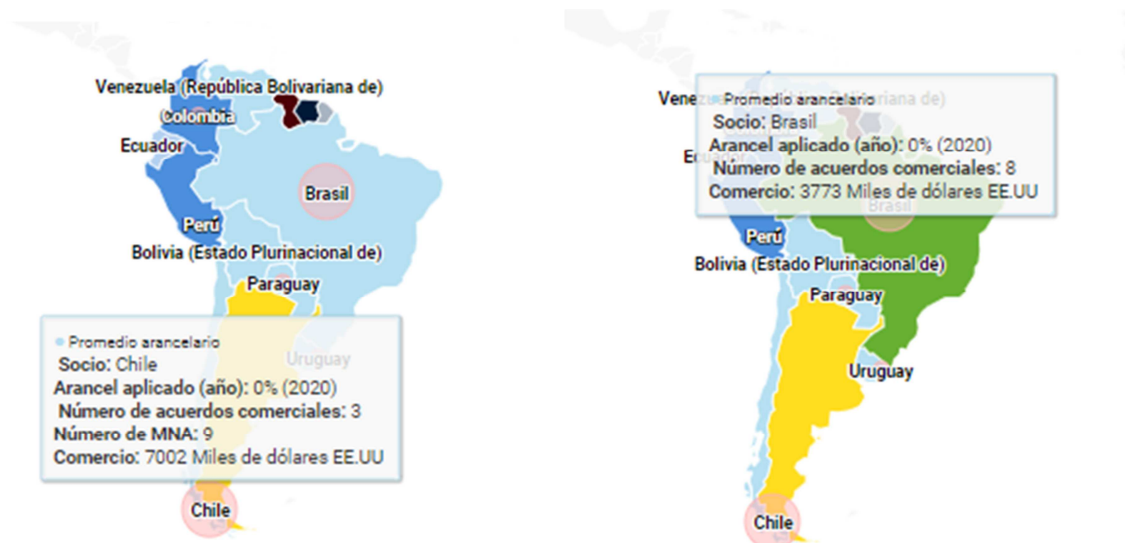 Venezuela (República Bolivariana de)
Colombia
Ecuador
Brasil
Perú
Bolivia (Estado Plurinacional de)
Paraguay
Promedio arancelario
Socio: Chile
Arancel aplicado (año): 0% (2020)
Número de acuerdos comerciales: 3
Número de MNA: 9
Comercio: 7002 Miles de dólares EE.UU
Uruguay
Chile
Promedio arancelario
Socio: Brasil
Arancel aplicado (año): 0% (2020)
Número de acuerdos comerciales: 8
Comercio: 3773 Miles de dólares EE.UU
Brasil
Ecuador
Perú
Bolivia (Estado Plurinacional de)
Paraguay
Uruguay
Chile